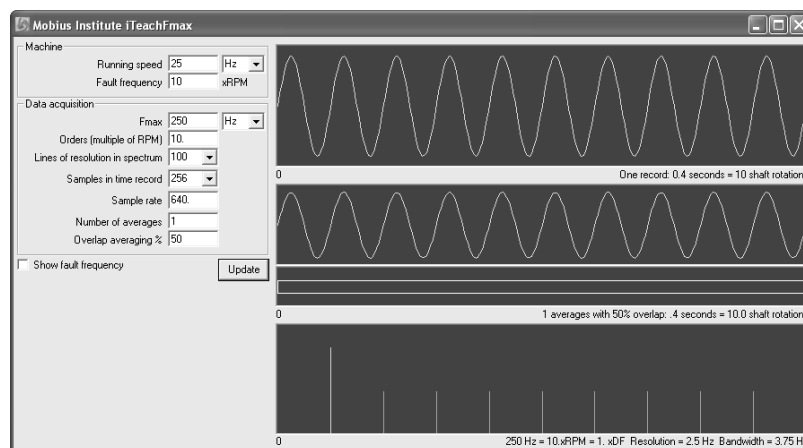 Mobius Institute iTeachFmax
Machine
Running speed 25 Hz
Fault frequency 10 xRPM
Data acquisition
Fmax 250 Hz
Orders (multiple of RPM) 10.
Lines of resolution in spectrum 100
Samples in time record 256
Sample rate 640.
Number of averages 1
Overlap averaging % 50
Show fault frequency
Update
0 One record: 0.4 seconds = 10 shaft rotation
0 1 averages with 50% overlap: .4 seconds = 10.0 shaft rotation
0 250 Hz = 10.xRPM = 1. xDF Resolution = 2.5 Hz Bandwidth = 3.75 H